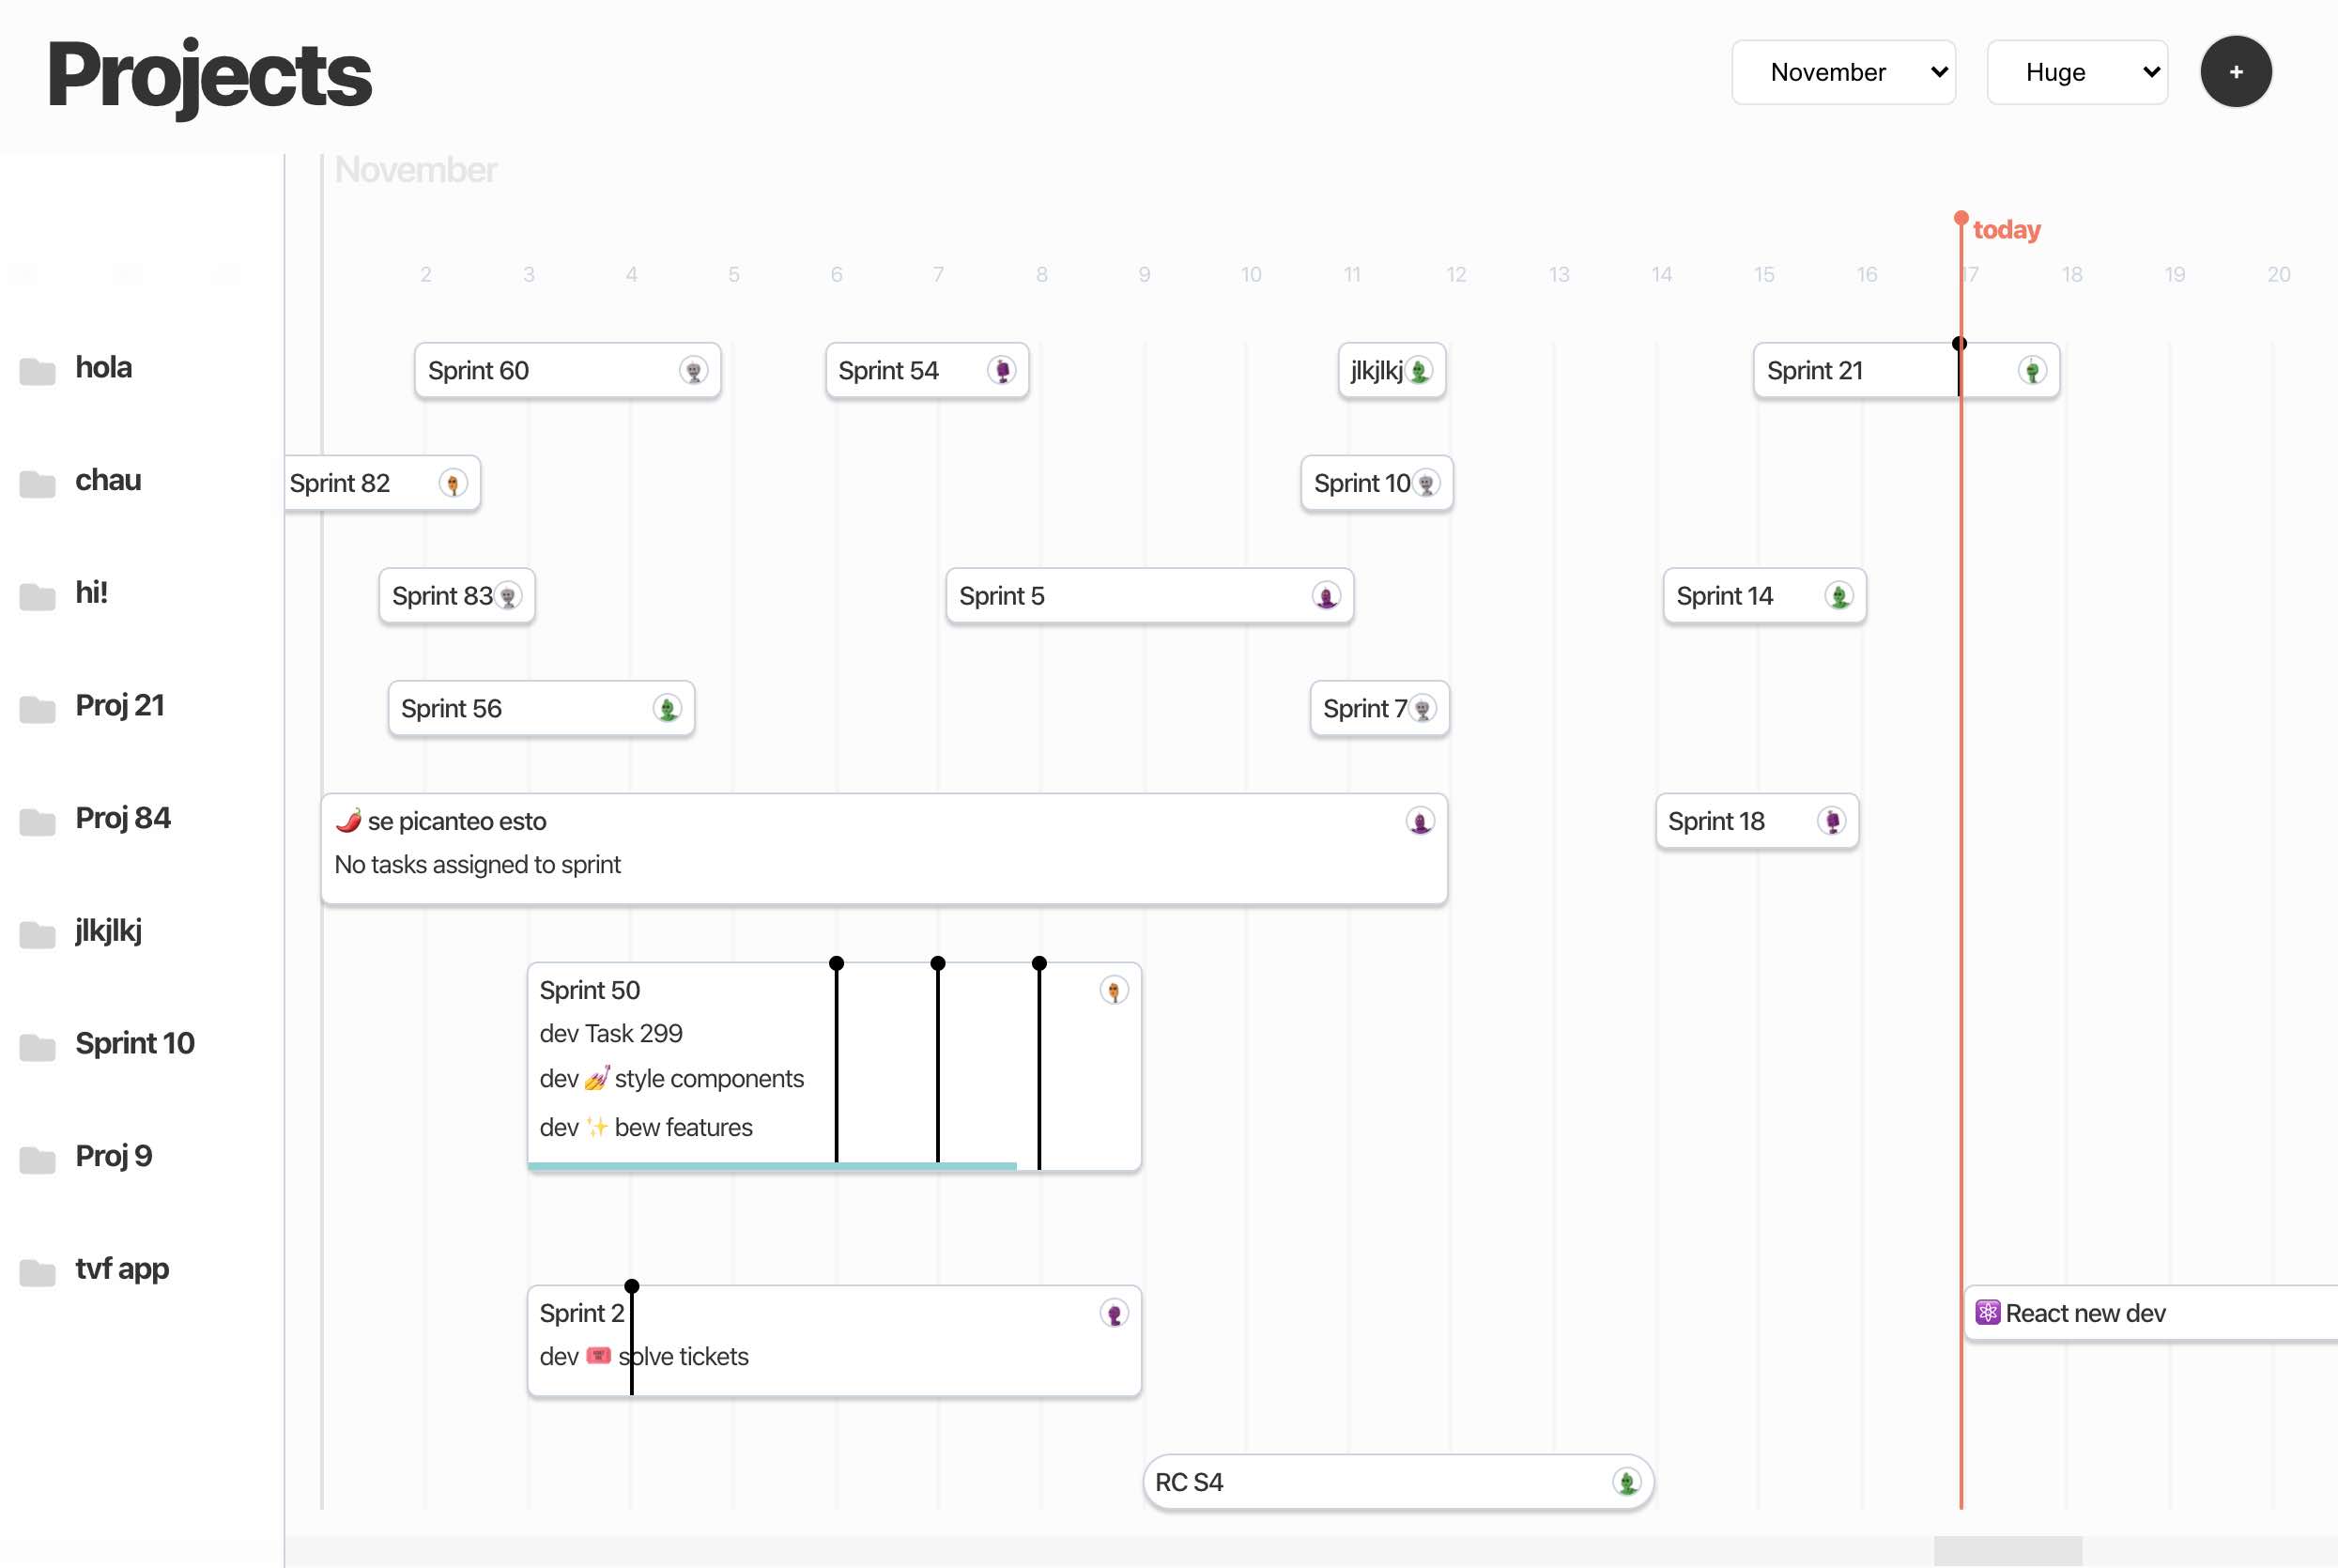 Projects
November
Huge
+
November
today
2 3 4 5 6 7 8 9 10 11 12 13 14 15 16 17 18 19 20
hola
Sprint 60
Sprint 54
jlkjlkj
Sprint 21
chau
Sprint 82
Sprint 10
hi!
Sprint 83
Sprint 5
Sprint 14
Proj 21
Sprint 56
Sprint 7
Proj 84
🌶️ se picanteo esto
No tasks assigned to sprint
Sprint 18
jlkjlkj
Sprint 50
dev Task 299
dev 💅 style components
dev ✨ bew features
Sprint 10
Proj 9
tvf app
Sprint 2
dev 🎟️ solve tickets
⚛️ React new dev
RC S4